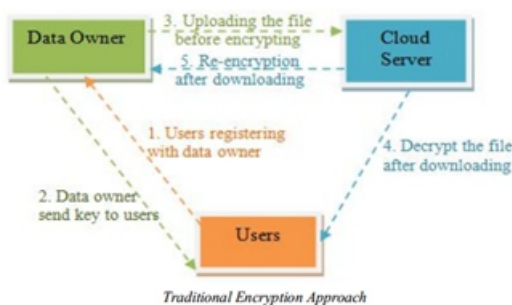 3. Uploading the file
before encrypting
Data Owner
Cloud
Server
5. Re-encryption
after downloading
1. Users registering
with data owner
4. Decrypt the file
after downloading
2. Data owner
send key to users
Users
Traditional Encryption Approach